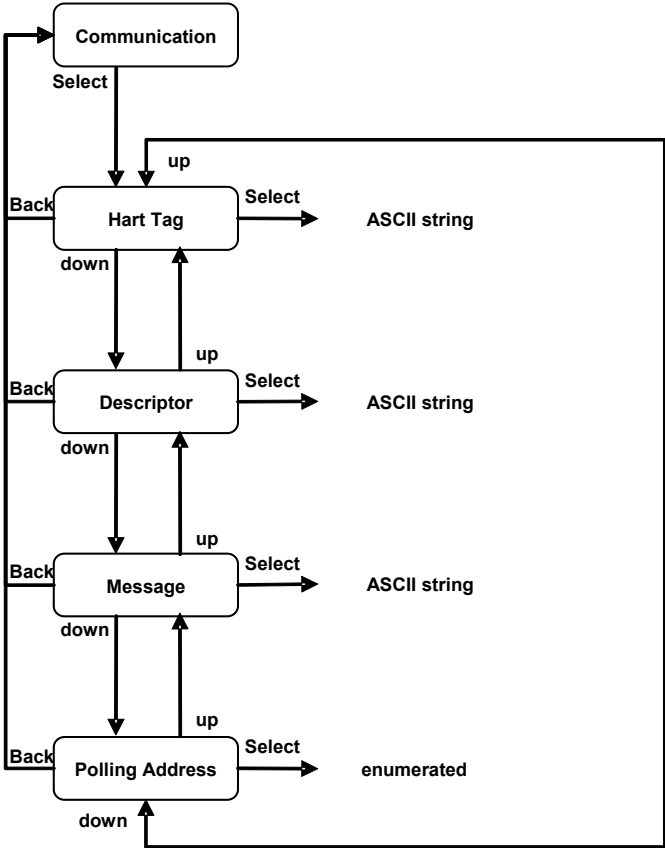 Communication
Select
up
Back
Hart Tag
Select
ASCII string
down
up
Back
Descriptor
Select
ASCII string
down
up
Back
Message
Select
ASCII string
down
up
Back
Polling Address
Select
enumerated
down